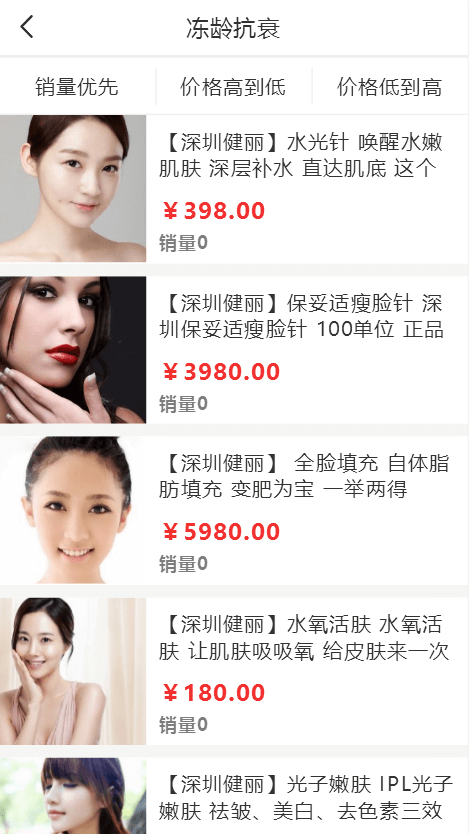 冻龄抗衰
销量优先 价格高到低 价格低到高
【深圳健丽】水光针 唤醒水嫩
肌肤 深层补水 直达肌底 这个
￥398.00
销量0
【深圳健丽】保妥适瘦脸针 深
圳保妥适瘦脸针 100单位 正品
￥3980.00
销量0
【深圳健丽】 全脸填充 自体脂
肪填充 变肥为宝 一举两得
￥5980.00
销量0
【深圳健丽】水氧活肤 水氧活
肤 让肌肤吸吸氧 给皮肤来一次
￥180.00
销量0
【深圳健丽】光子嫩肤 IPL光子
嫩肤 祛皱、美白、去色素三效